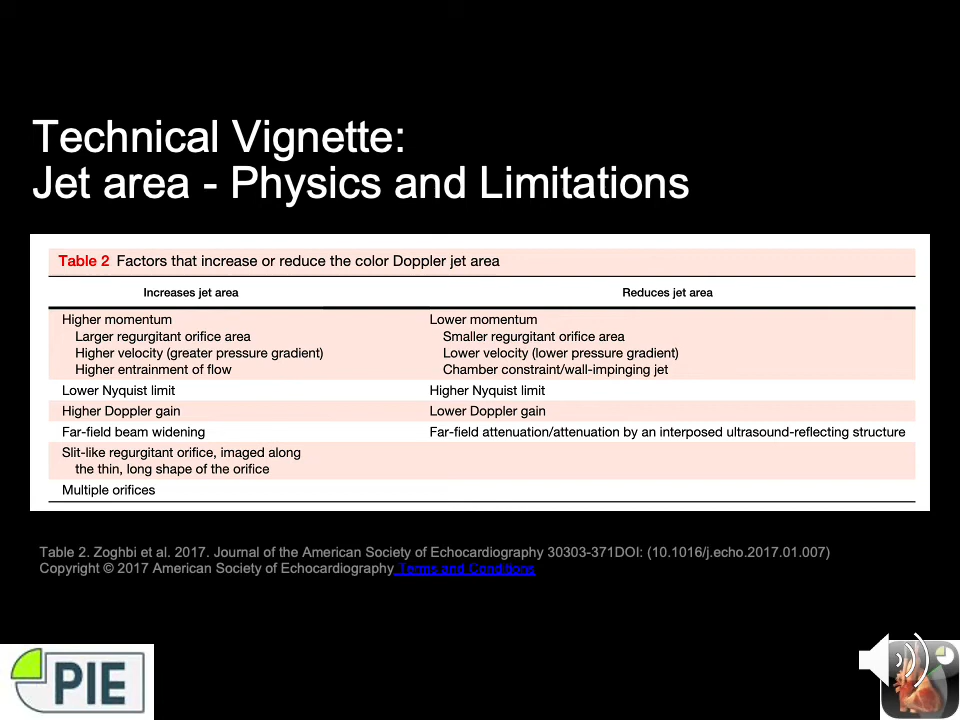 Technical Vignette:
Jet area - Physics and Limitations
Table 2 Factors that increase or reduce the color Doppler jet area
Increases jet area Reduces jet area
Higher momentum Lower momentum
Larger regurgitant orifice area Smaller regurgitant orifice area
Higher velocity (greater pressure gradient) Lower velocity (lower pressure gradient)
Higher entrainment of flow Chamber constraint/wall-impinging jet
Lower Nyquist limit Higher Nyquist limit
Higher Doppler gain Lower Doppler gain
Far-field beam widening Far-field attenuation/attenuation by an interposed ultrasound-reflecting structure
Slit-like regurgitant orifice, imaged along
the thin, long shape of the orifice
Multiple orifices
Table 2. Zoghbi et al. 2017. Journal of the American Society of Echocardiography 30303-371DOI: (10.1016/j.echo.2017.01.007)
Copyright © 2017 American Society of Echocardiography Terms and Conditions
PIE